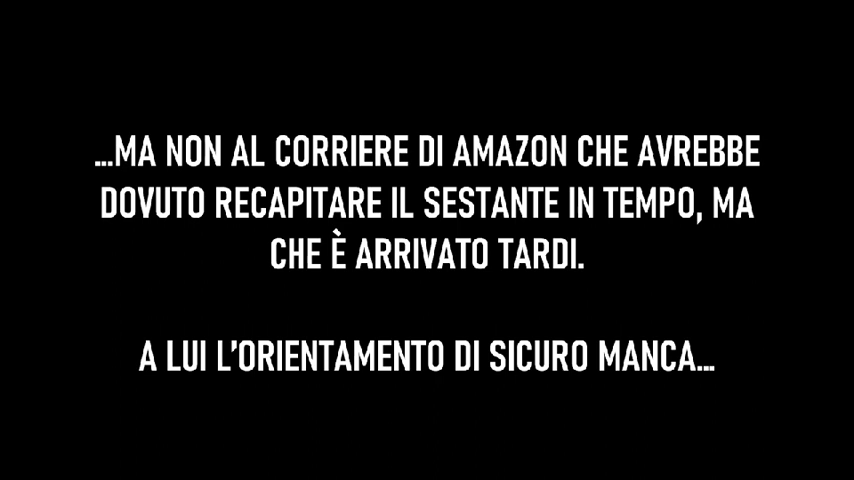 ...MA NON AL CORRIERE DI AMAZON CHE AVREBBE
DOVUTO RECAPITARE IL SESTANTE IN TEMPO, MA
CHE È ARRIVATO TARDI.
A LUI L'ORIENTAMENTO DI SICURO MANCA...